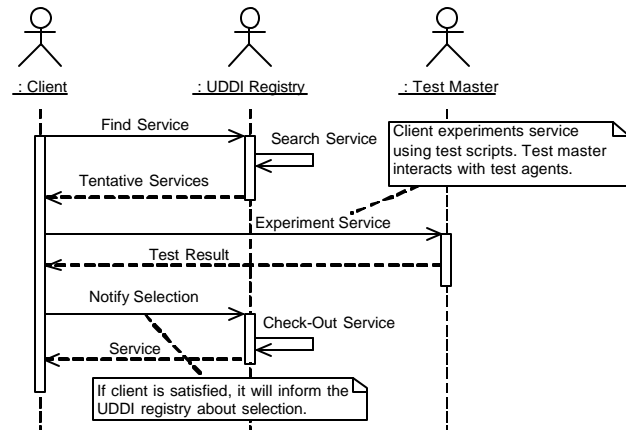 : Client
: UDDI Registry
: Test Master
Find Service
Search Service
Client experiments service
using test scripts. Test master
interacts with test agents.
Tentative Services
Experiment Service
Test Result
Notify Selection
Check-Out Service
Service
If client is satisfied, it will inform the
UDDI registry about selection.